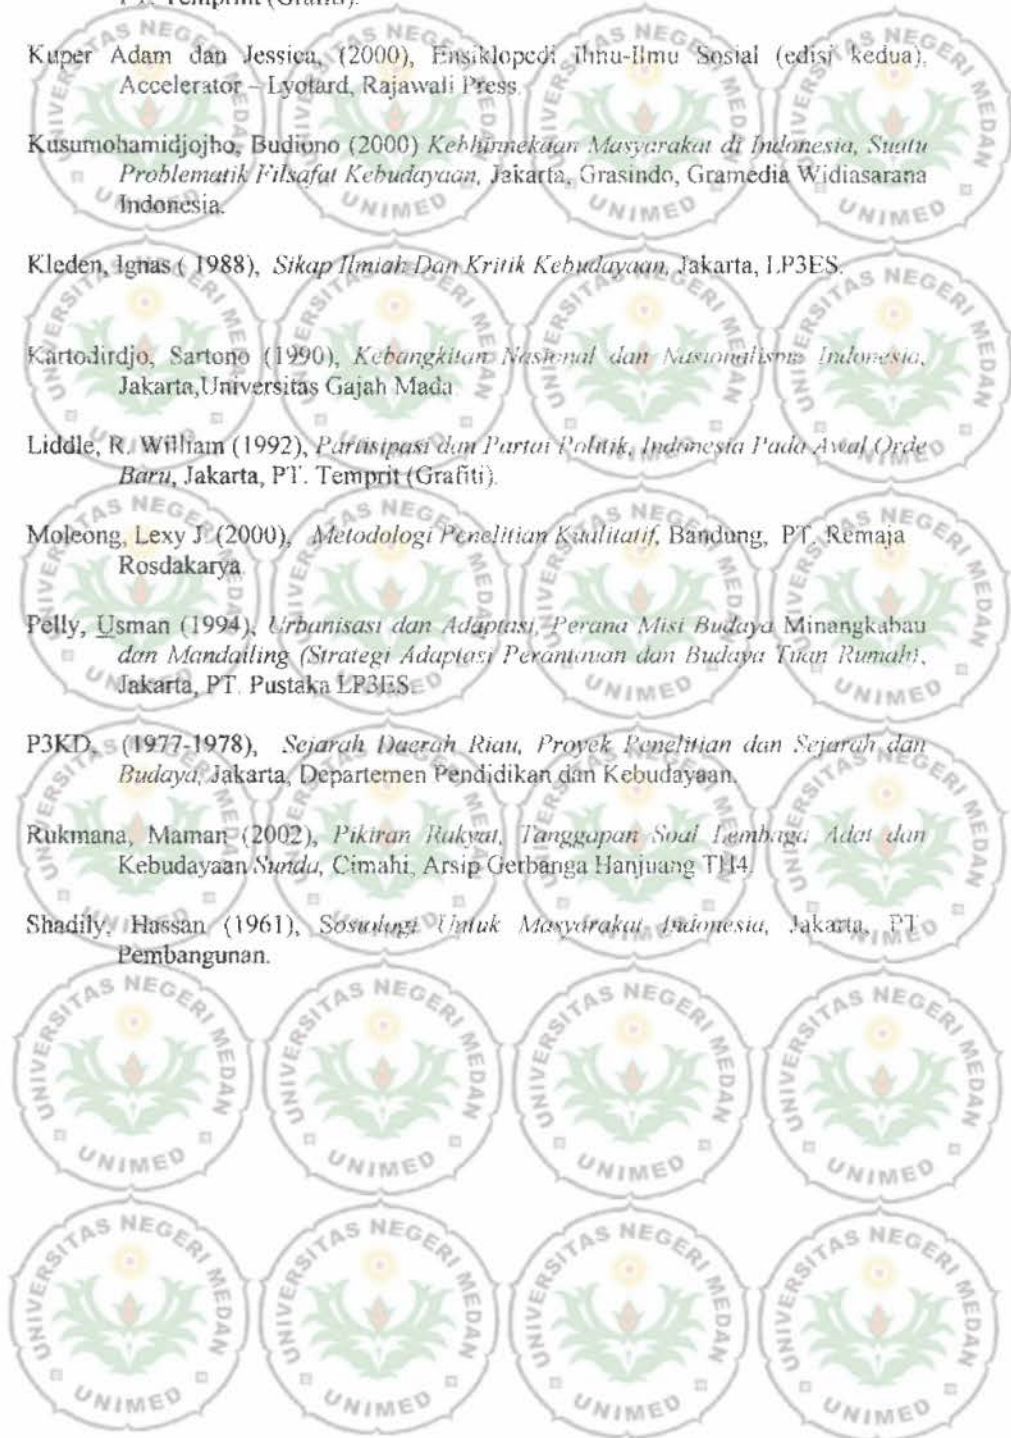 PT. Temprint (Grafiti).
Kuper Adam dan Jessica, (2000), Ensiklopedi Ilmu-Ilmu Sosial (edisi kedua),
Accelerator – Lyotard, Rajawali Press.
Kusumohamidjojho, Budiono (2000) Kebhinnekaan Masyarakat di Indonesia, Suatu
Problematik Filsafat Kebudayaan, Jakarta, Grasindo, Gramedia Widiasarana
Indonesia.
Kleden, Ignas ( 1988), Sikap Ilmiah Dan Kritik Kebudayaan, Jakarta, LP3ES.
Kartodirdjo, Sartono (1990), Kebangkitan Nasional dan Nasionalisme Indonesia,
Jakarta,Universitas Gajah Mada
Liddle, R. William (1992), Partisipasi dan Partai Politik, Indonesia Pada Awal Orde
Baru, Jakarta, PT. Temprit (Grafiti).
Moleong, Lexy J. (2000), Metodologi Penelitian Kualitatif, Bandung, PT. Remaja
Rosdakarya.
Pelly, Usman (1994), Urbanisasi dan Adaptasi, Perana Misi Budaya Minangkabau
dan Mandailing (Strategi Adaptasi Perantauan dan Budaya Tuan Rumah),
Jakarta, PT. Pustaka LP3ES.
P3KD, (1977-1978), Sejarah Daerah Riau, Proyek Penelitian dan Sejarah dan
Budaya, Jakarta, Departemen Pendidikan dan Kebudayaan.
Rukmana, Maman (2002), Pikiran Rakyat, Tanggapan Soal Lembaga Adat dan
Kebudayaan Sunda, Cimahi, Arsip Gerbanga Hanjuang TH4.
Shadily, Hassan (1961), Sosiologi Untuk Masyarakat Indonesia, Jakarta, PT
Pembangunan.
UNIVERSITAS NEGERI MEDAN
UNIMED